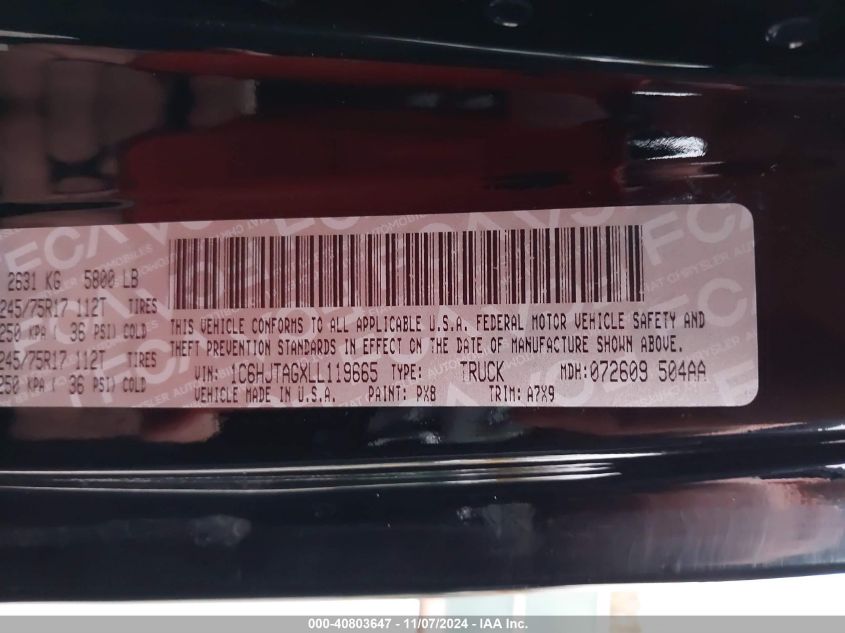 2631 KG 5800 LB
245/75R17 112T TIRES
250 KPA ( 36 PSI) COLD
245/75R17 112T TIRES
250 KPA ( 36 PSI) COLD
THIS VEHICLE CONFORMS TO ALL APPLICABLE U.S.A. FEDERAL MOTOR VEHICLE SAFETY AND
THEFT PREVENTION STANDARDS IN EFFECT ON THE DATE OF MANUFACTURE SHOWN ABOVE.
VIN: 1C6HJTAGXLL119665 TYPE: TRUCK MDH: 072609 504AA
VEHICLE MADE IN U.S.A. PAINT: PX8 TRIM: A7X9
000-40803647 - 11/07/2024 - IAA Inc.